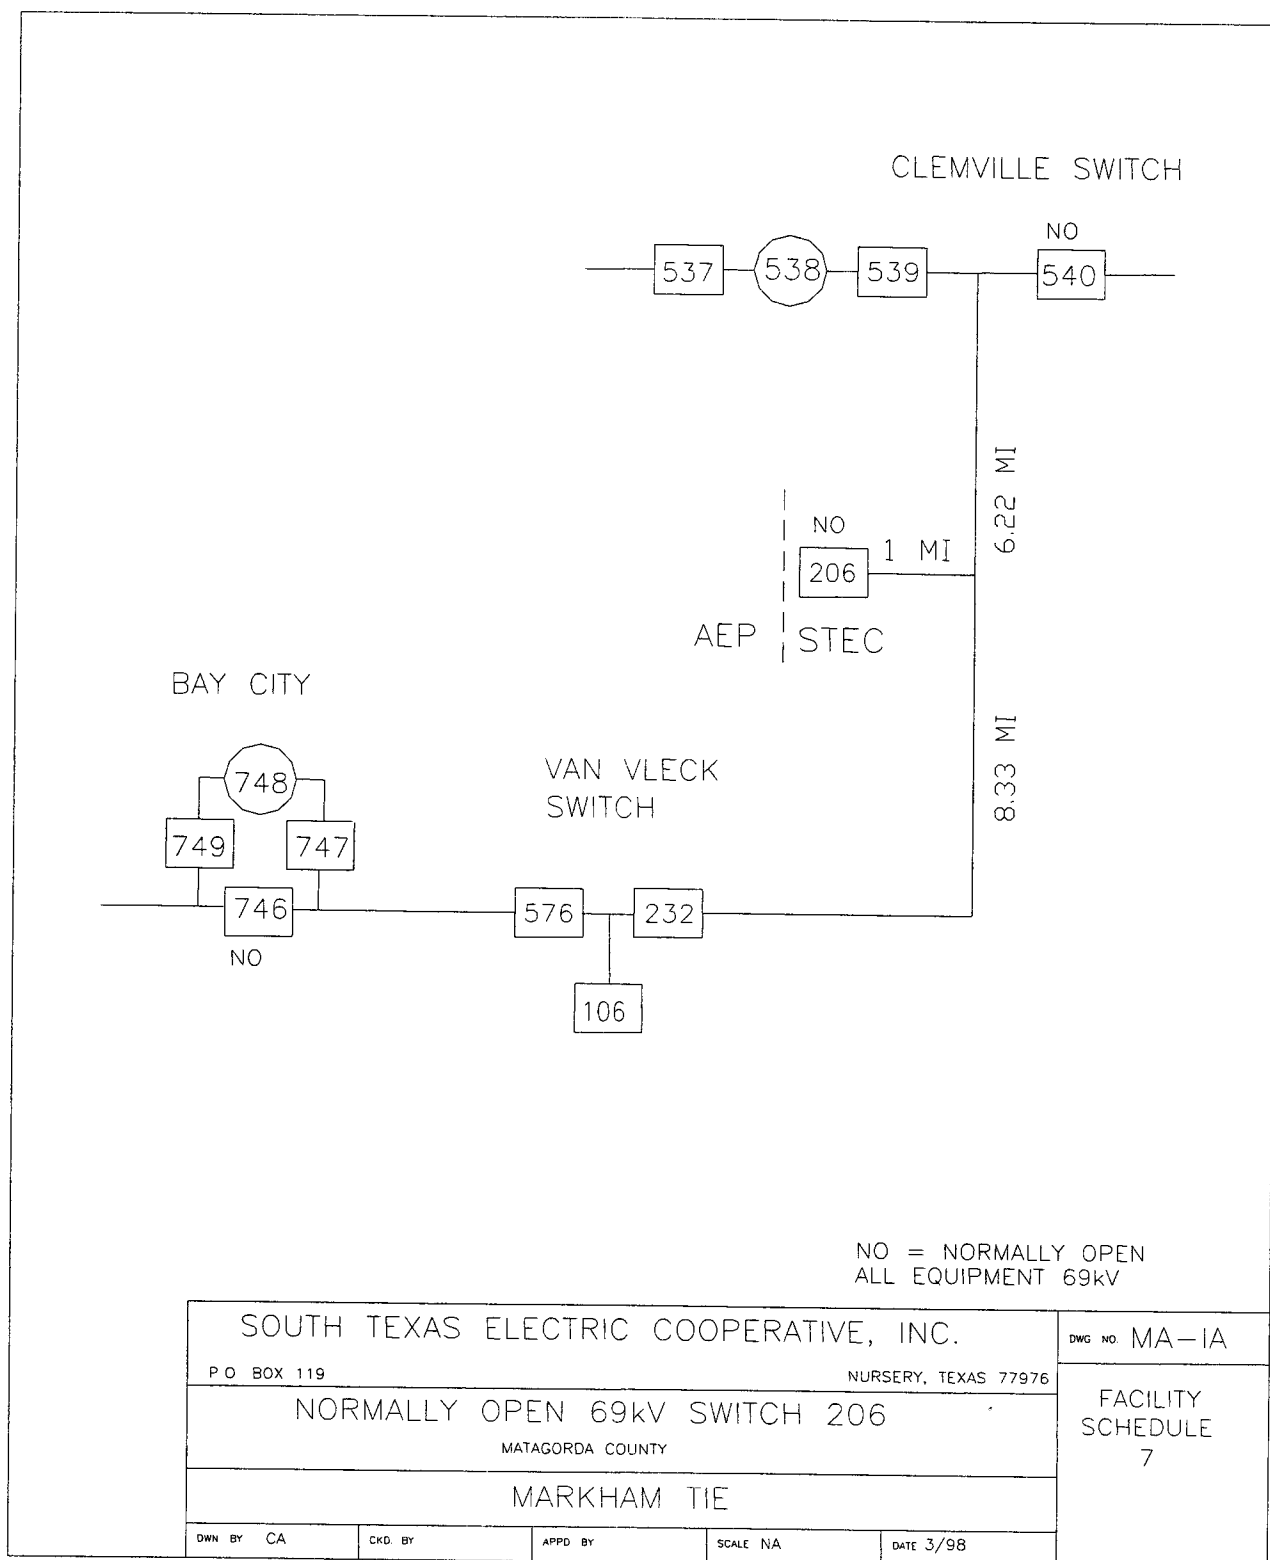 CLEMVILLE SWITCH
NO
537
538
539
540
6.22 MI
NO
1 MI
206
AEP
STEC
BAY CITY
8.33 MI
VAN VLECK
SWITCH
748
749
747
746
576
232
NO
106
NO = NORMALLY OPEN
ALL EQUIPMENT 69kV
SOUTH TEXAS ELECTRIC COOPERATIVE, INC.
P O BOX 119
NURSERY, TEXAS 77976
DWG NO. MA-1A
NORMALLY OPEN 69kV SWITCH 206
MATAGORDA COUNTY
FACILITY
SCHEDULE
7
MARKHAM TIE
DWN BY CA
CKD. BY
APPD BY
SCALE NA
DATE 3/98